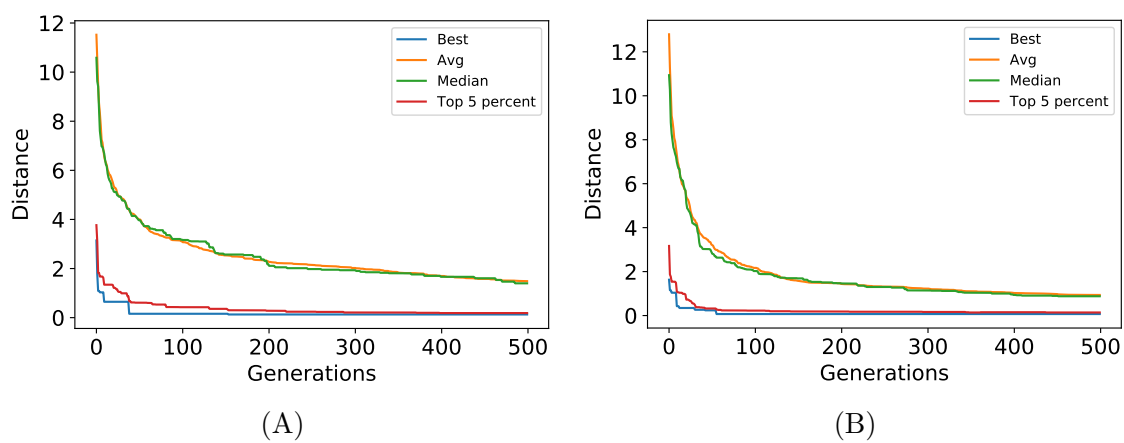 12
10
8
6
4
2
0
Distance
0 100 200 300 400 500
Generations
Best
Avg
Median
Top 5 percent
(A)
12
10
8
6
4
2
0
Distance
0 100 200 300 400 500
Generations
Best
Avg
Median
Top 5 percent
(B)